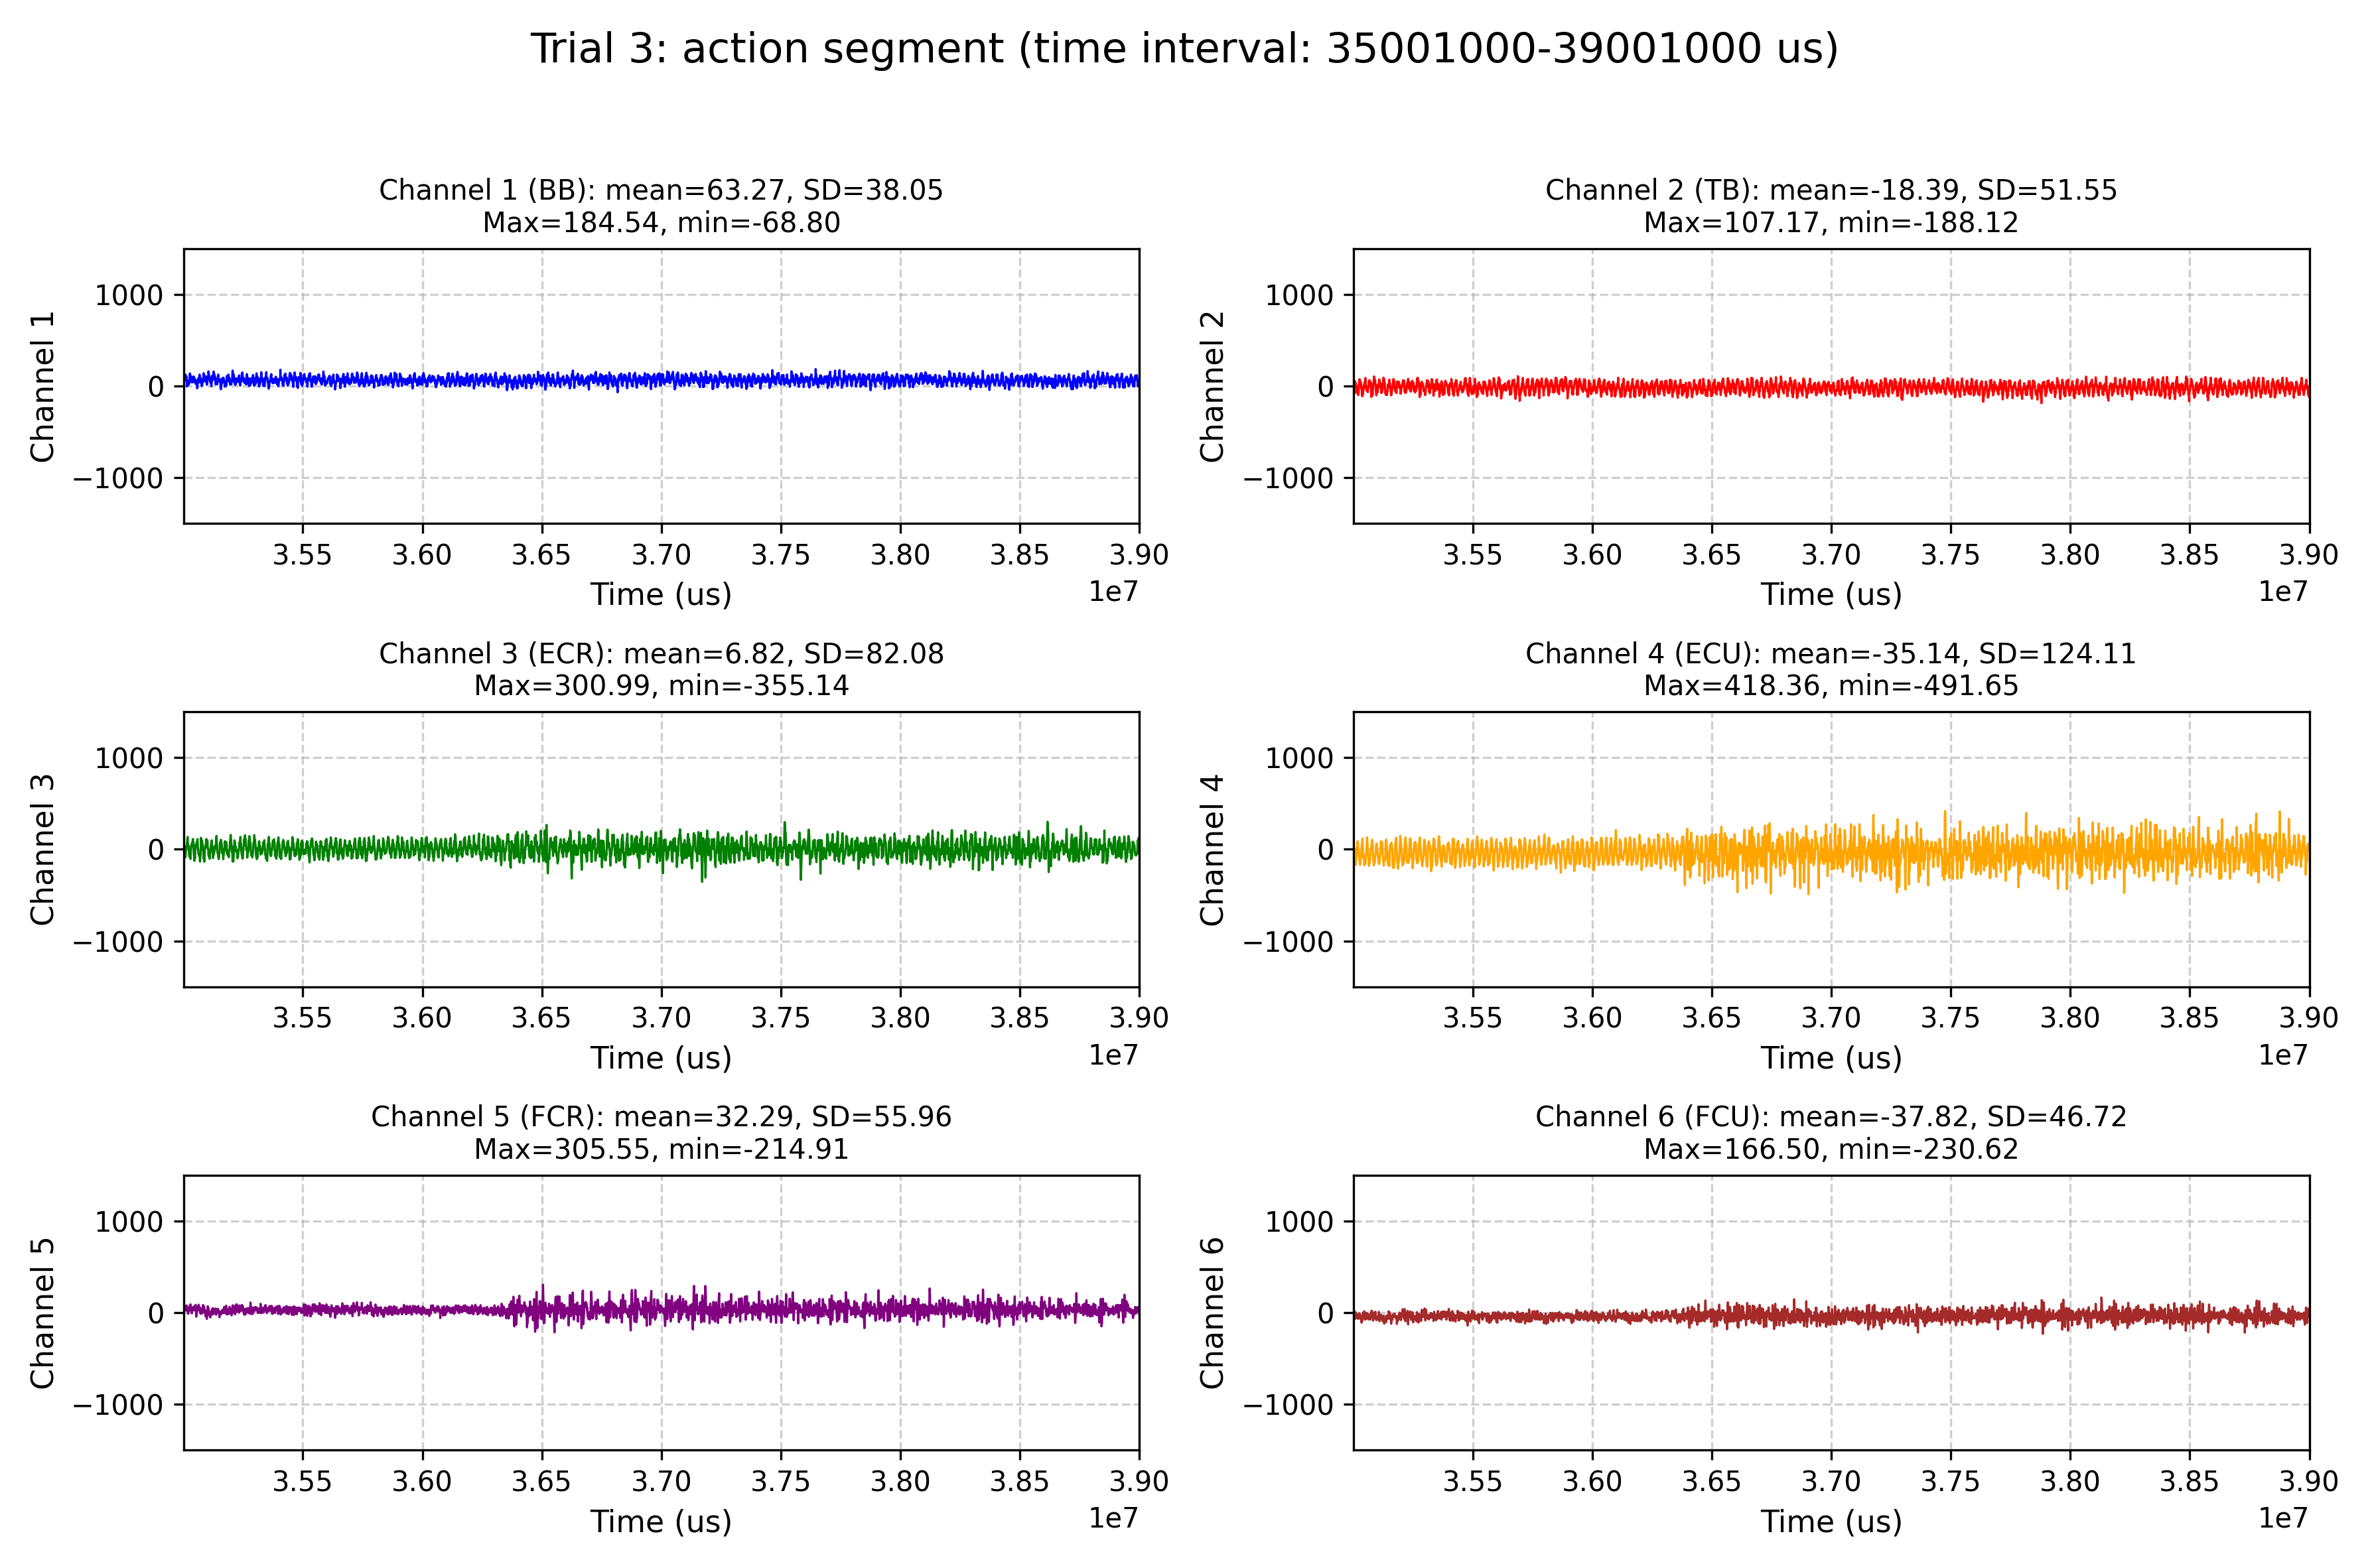 Trial 3: action segment (time interval: 35001000-39001000 us)
Channel 1 (BB): mean=63.27, SD=38.05
Max=184.54, min=-68.80
Channel 1
1000
0
−1000
3.55 3.60 3.65 3.70 3.75 3.80 3.85 3.90
Time (us)
1e7
Channel 2 (TB): mean=-18.39, SD=51.55
Max=107.17, min=-188.12
Channel 2
1000
0
−1000
3.55 3.60 3.65 3.70 3.75 3.80 3.85 3.90
Time (us)
1e7
Channel 3 (ECR): mean=6.82, SD=82.08
Max=300.99, min=-355.14
Channel 3
1000
0
−1000
3.55 3.60 3.65 3.70 3.75 3.80 3.85 3.90
Time (us)
1e7
Channel 4 (ECU): mean=-35.14, SD=124.11
Max=418.36, min=-491.65
Channel 4
1000
0
−1000
3.55 3.60 3.65 3.70 3.75 3.80 3.85 3.90
Time (us)
1e7
Channel 5 (FCR): mean=32.29, SD=55.96
Max=305.55, min=-214.91
Channel 5
1000
0
−1000
3.55 3.60 3.65 3.70 3.75 3.80 3.85 3.90
Time (us)
1e7
Channel 6 (FCU): mean=-37.82, SD=46.72
Max=166.50, min=-230.62
Channel 6
1000
0
−1000
3.55 3.60 3.65 3.70 3.75 3.80 3.85 3.90
Time (us)
1e7